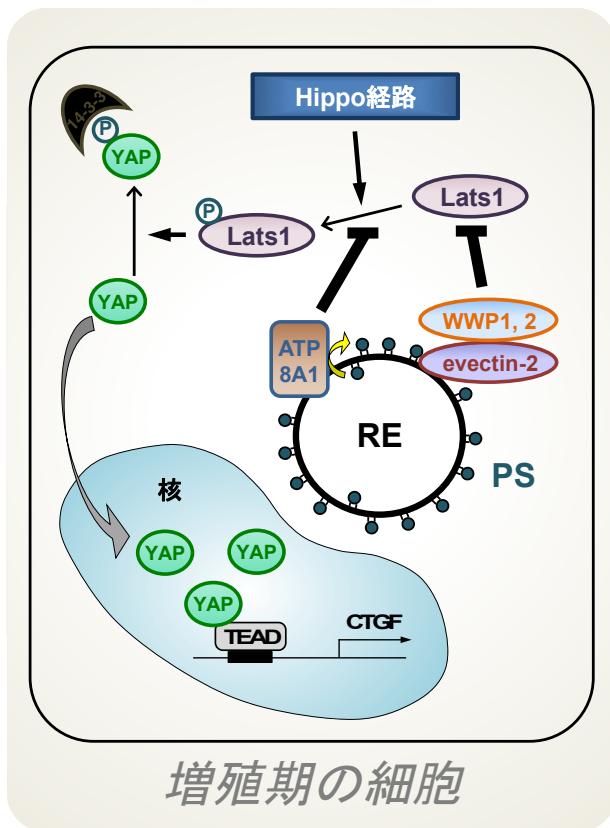 Hippo経路
14-3-3
P
YAP
Lats1
P
Lats1
YAP
WWP1, 2
ATP
8A1
evectin-2
RE
PS
核
YAP
YAP
YAP
TEAD
CTGF
増殖期の細胞